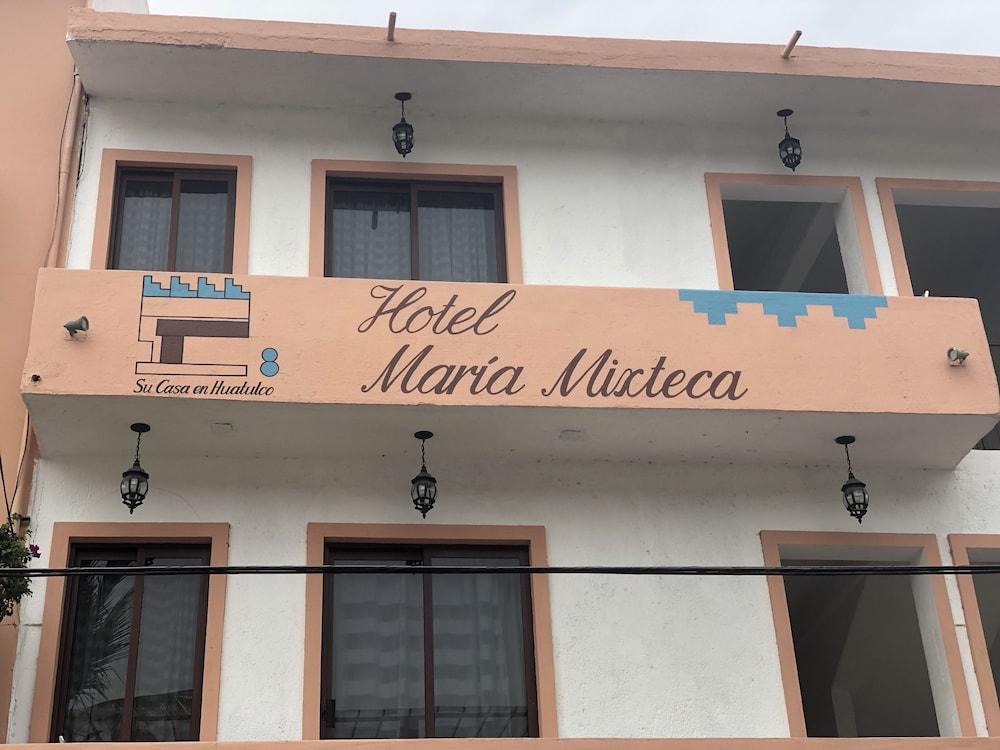 Hotel
María Mixteca
Su Casa en Huatulco